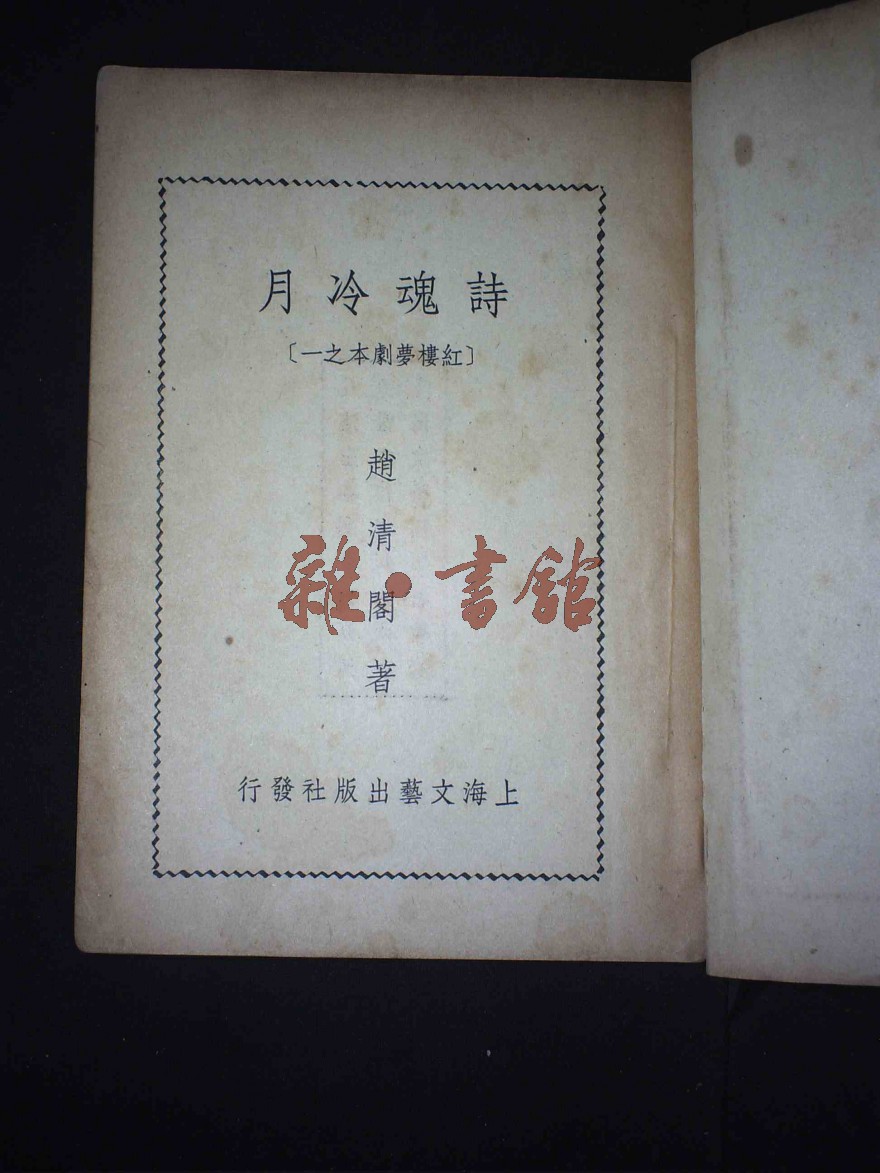 詩魂冷月
〔紅樓夢劇本之一〕
趙清閣著
雜·書館
上海文藝出版社發行